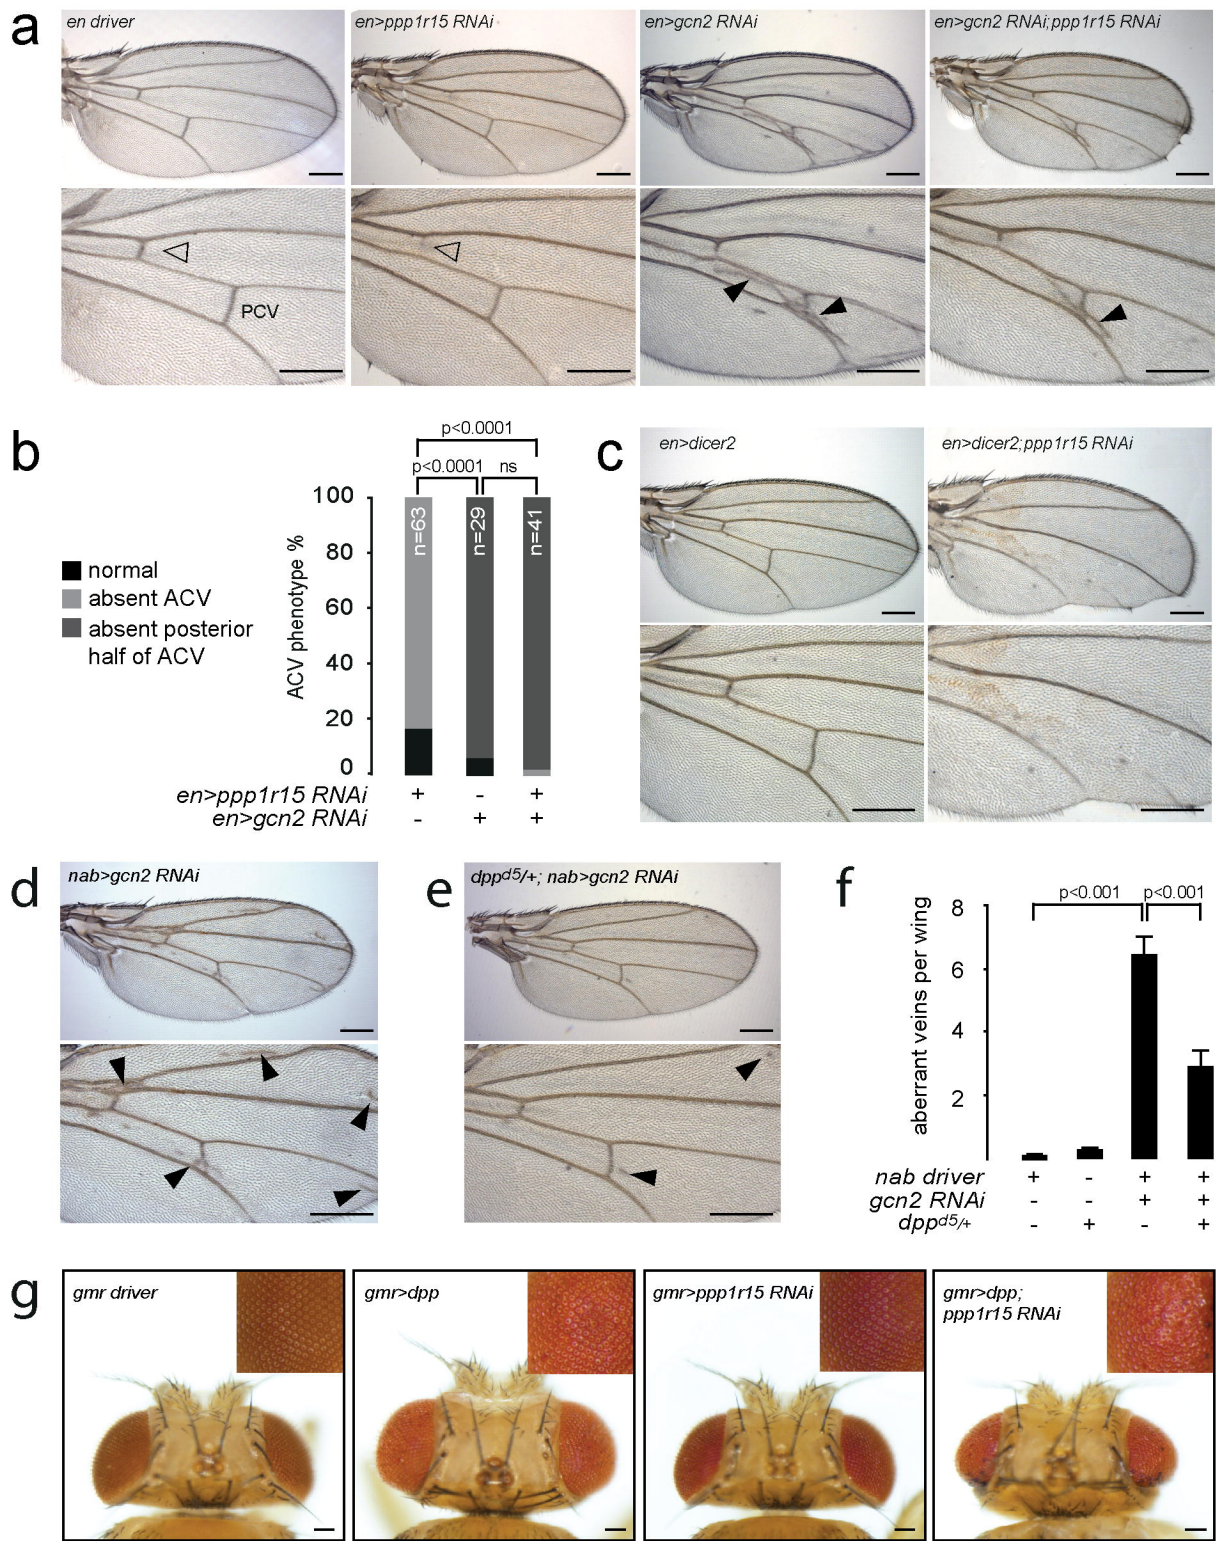 a
en driver
en>ppp1r15 RNAi
en>gcn2 RNAi
en>gcn2 RNAi;ppp1r15 RNAi
PCV
b
p<0.0001
p<0.0001
ns
100
80
60
40
20
0
ACV phenotype %
n=63
n=29
n=41
normal
absent ACV
absent posterior
half of ACV
en>ppp1r15 RNAi + - +
en>gcn2 RNAi - + +
c
en>dicer2
en>dicer2;ppp1r15 RNAi
d
nab>gcn2 RNAi
e
dpp^d5/+; nab>gcn2 RNAi
f
p<0.001
p<0.001
8
6
4
2
aberrant veins per wing
nab driver + - + +
gcn2 RNAi - - + +
dpp^d5/+ - + - +
g
gmr driver
gmr>dpp
gmr>ppp1r15 RNAi
gmr>dpp;
ppp1r15 RNAi